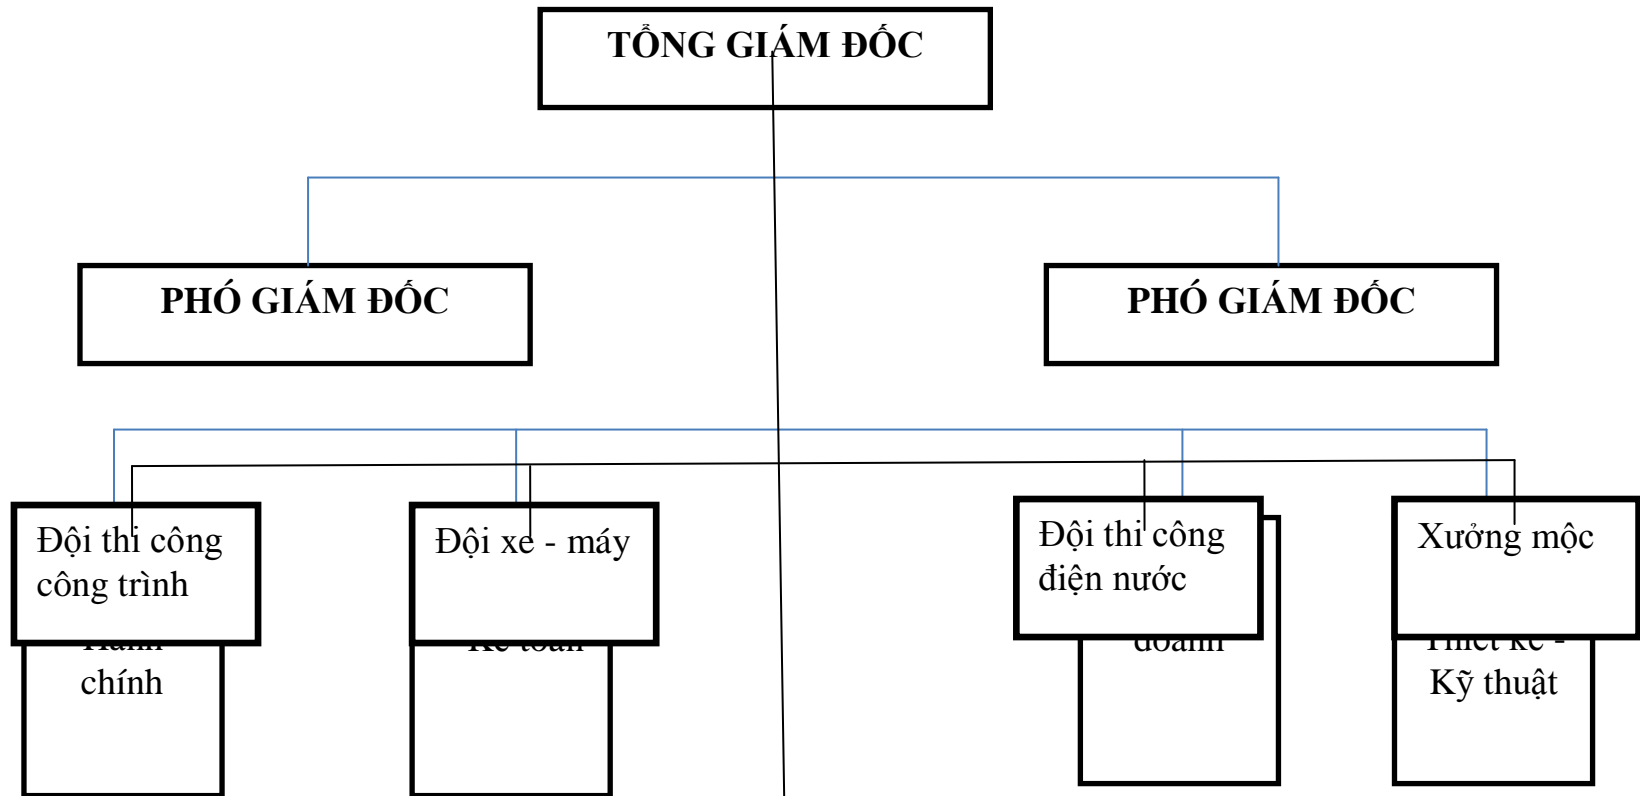 TỔNG GIÁM ĐỐC
PHÓ GIÁM ĐỐC
PHÓ GIÁM ĐỐC
Đội thi công
công trình
Đội xe - máy
Đội thi công
điện nước
Xưởng mộc
chính
doanh
Kỹ thuật